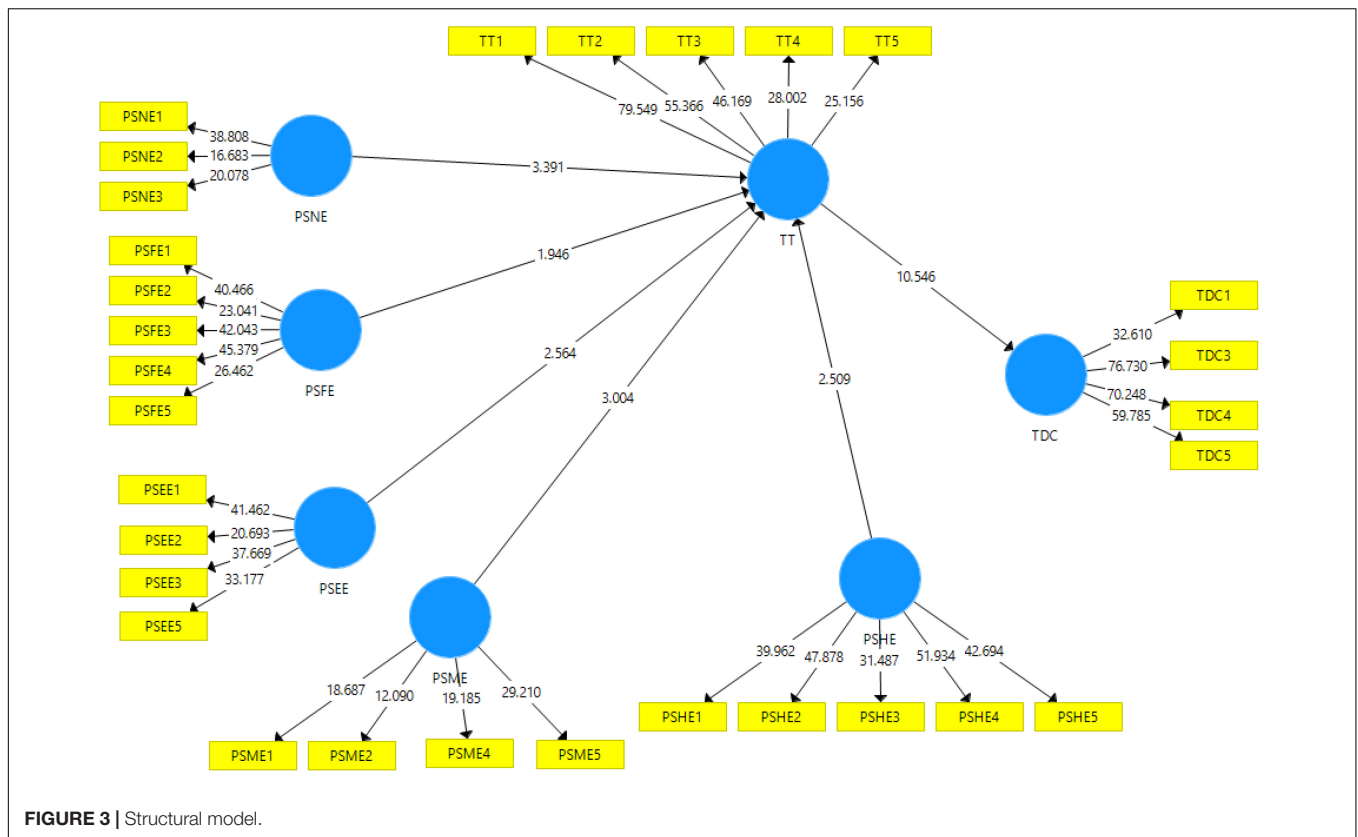 TT1 TT2 TT3 TT4 TT5
79.549 55.366 46.169 28.002 25.156
TT
PSNE1
PSNE2
PSNE3
38.808
16.683
20.078
PSNE
3.391
PSFE1
PSFE2
PSFE3
PSFE4
PSFE5
40.466
23.041
42.043
45.379
26.462
PSFE
1.946
PSEE1
PSEE2
PSEE3
PSEE5
41.462
20.693
37.669
33.177
PSEE
2.564
3.004
2.509
10.546
TDC1
TDC3
TDC4
TDC5
32.610
76.730
70.248
59.785
TDC
PSME
18.687 12.090 19.185 29.210
PSME1 PSME2 PSME4 PSME5
PSHE
39.962 47.878 31.487 51.934 42.694
PSHE1 PSHE2 PSHE3 PSHE4 PSHE5
FIGURE 3 | Structural model.